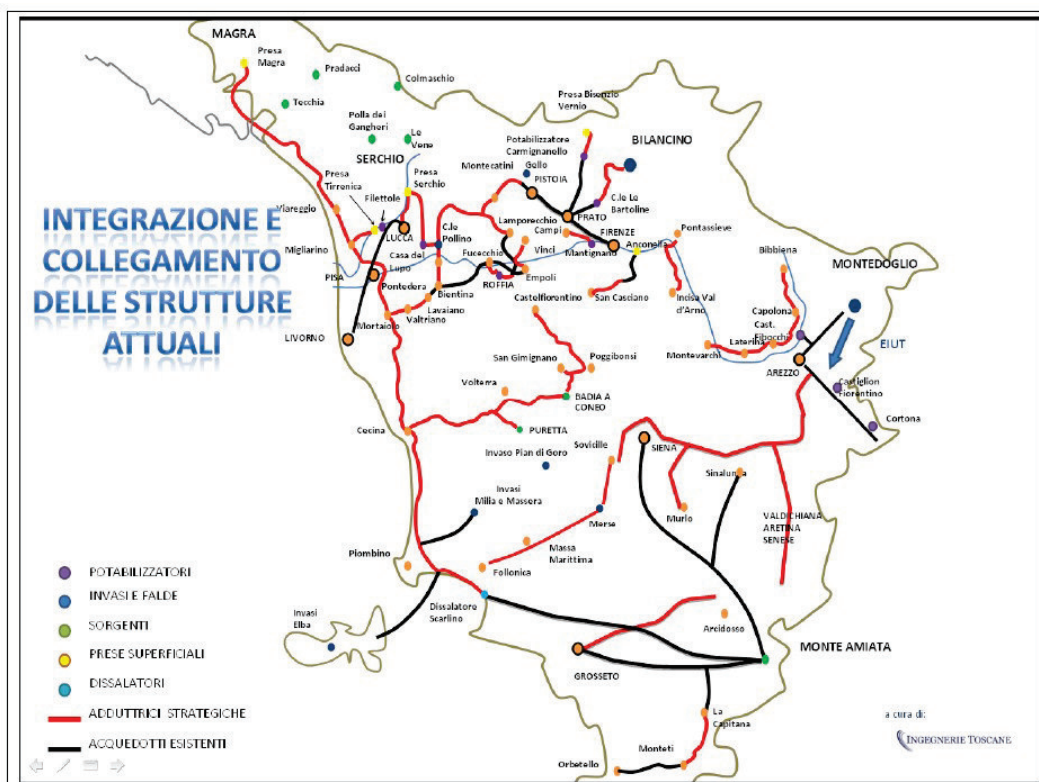 MAGRA
Presa
Magra
Pradacci
Colmaschio
Tecchia
Presa Bisenzio
Vernio
Polla dei
Gangheri
Le
Vene
Potabilizzatore
Carmignanello
BILANCINO
SERCHIO
Montecatini
Gello
PISTOIA
Presa
Tirrenica
Presa
Serchio
Filettole
C.le Le
Bartoline
PRATO
Viareggio
Lamporecchio
Campi
FIRENZE
Pontassieve
INTEGRAZIONE E
COLLEGAMENTO
DELLE STRUTTURE
ATTUALI
LUCCA
C.le
Pollino
Anconella
Bibbiena
Migliarino
Casa del
Lupo
Fucecchio
Vinci
Mantignano
MONTEDOGLIO
PISA
Pontedera
ROFFIA
Empoli
Bientina
Castelfiorentino
San Casciano
Incisa Val
d'Arno
Capolona
Lavaiano
Valtriano
Mortaiolo
Cast.
Fibocchi
Laterina
EIUT
LIVORNO
Montevarchi
AREZZO
San Gimignano
Poggibonsi
Castiglion
Fiorentino
Volterra
BADIA A
CONEO
Cortona
Cecina
PURETTA
Sovicille
SIENA
Invaso Pian di Goro
Sinalunga
Invasi
Milia e Massera
Merse
Murlo
VALDICHIANA
ARETINA
SENESE
Massa
Marittima
Piombino
Follonica
POTABILIZZATORI
INVASI E FALDE
SORGENTI
PRESE SUPERFICIALI
DISSALATORI
ADDUTTRICI STRATEGICHE
ACQUEDOTTI ESISTENTI
Invasi
Elba
Dissalatore
Scarlino
Arcidosso
MONTE AMIATA
GROSSETO
La
Capitana
Monteti
Orbetello
a cura di:
INGEGNERIE TOSCANE